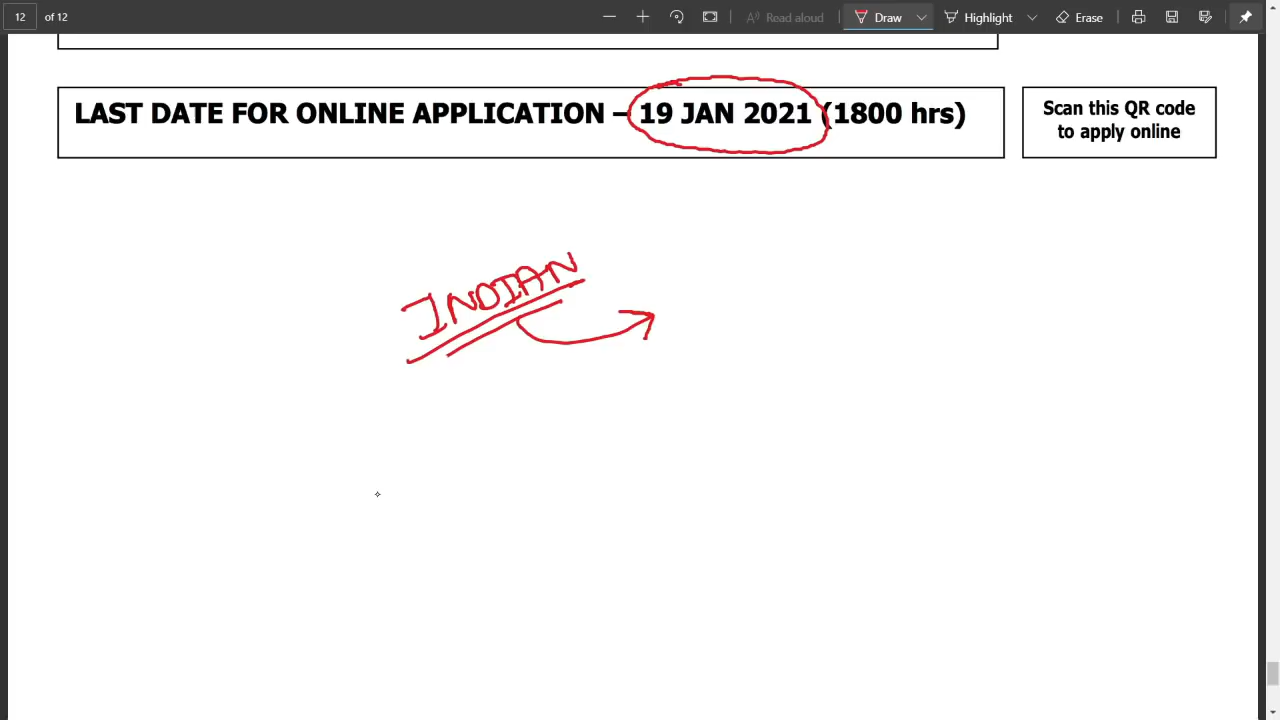 12 of 12
Read aloud
Draw
Highlight
Erase
LAST DATE FOR ONLINE APPLICATION – 19 JAN 2021 (1800 hrs)
Scan this QR code
to apply online
INDIAN